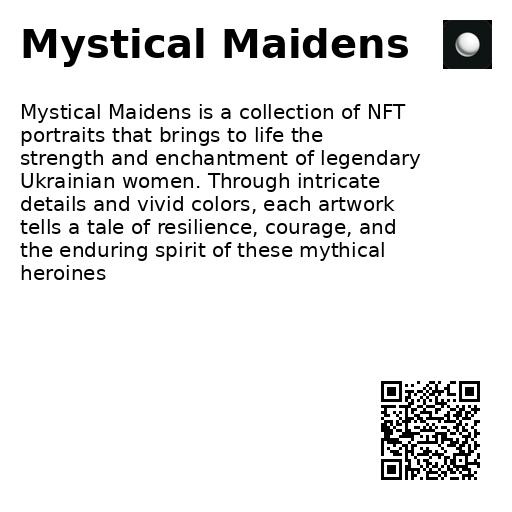 Mystical Maidens
Mystical Maidens is a collection of NFT
portraits that brings to life the
strength and enchantment of legendary
Ukrainian women. Through intricate
details and vivid colors, each artwork
tells a tale of resilience, courage, and
the enduring spirit of these mythical
heroines